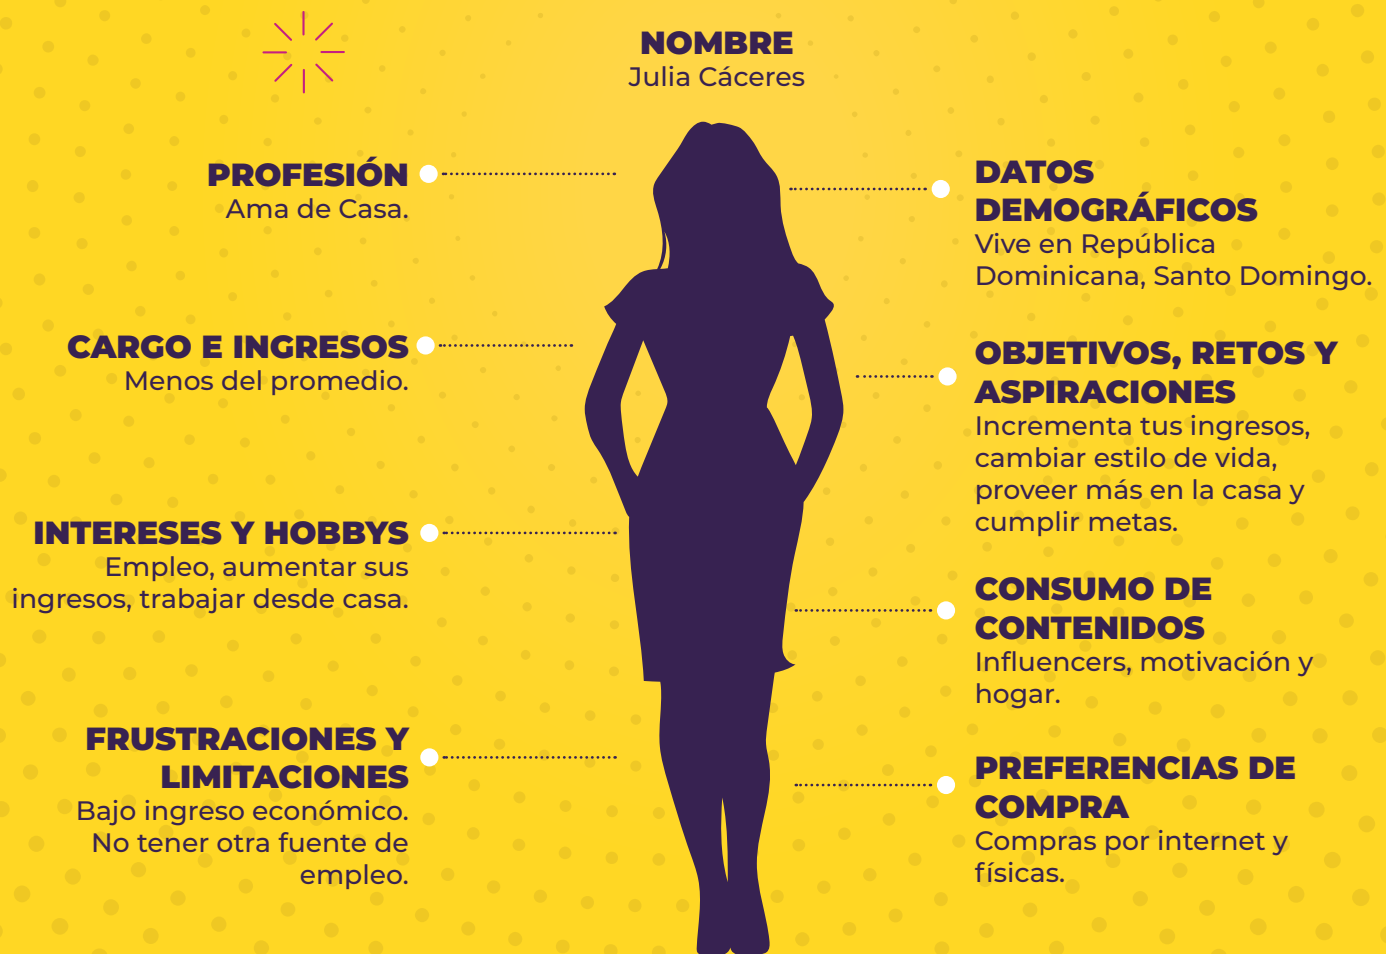 NOMBRE
Julia Cáceres
PROFESIÓN
Ama de Casa.
CARGO E INGRESOS
Menos del promedio.
INTERESES Y HOBBYS
Empleo, aumentar sus
ingresos, trabajar desde casa.
FRUSTRACIONES Y
LIMITACIONES
Bajo ingreso económico.
No tener otra fuente de
empleo.
DATOS
DEMOGRÁFICOS
Vive en República
Dominicana, Santo Domingo.
OBJETIVOS, RETOS Y
ASPIRACIONES
Incrementa tus ingresos,
cambiar estilo de vida,
proveer más en la casa y
cumplir metas.
CONSUMO DE
CONTENIDOS
Influencers, motivación y
hogar.
PREFERENCIAS DE
COMPRA
Compras por internet y
físicas.